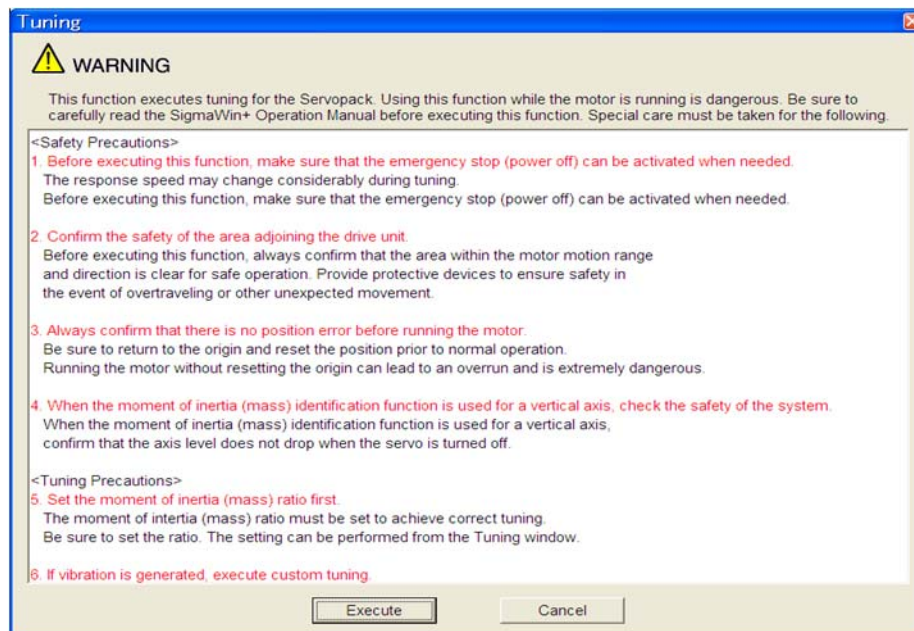 Tuning
WARNING
This function executes tuning for the Servopack. Using this function while the motor is running is dangerous. Be sure to
carefully read the SigmaWin+ Operation Manual before executing this function. Special care must be taken for the following.
<Safety Precautions>
1. Before executing this function, make sure that the emergency stop (power off) can be activated when needed.
The response speed may change considerably during tuning.
Before executing this function, make sure that the emergency stop (power off) can be activated when needed.
2. Confirm the safety of the area adjoining the drive unit.
Before executing this function, always confirm that the area within the motor motion range
and direction is clear for safe operation. Provide protective devices to ensure safety in
the event of overtraveling or other unexpected movement.
3. Always confirm that there is no position error before running the motor.
Be sure to return to the origin and reset the position prior to normal operation.
Running the motor without resetting the origin can lead to an overrun and is extremely dangerous.
4. When the moment of inertia (mass) identification function is used for a vertical axis, check the safety of the system.
When the moment of inertia (mass) identification function is used for a vertical axis,
confirm that the axis level does not drop when the servo is turned off.
<Tuning Precautions>
5. Set the moment of inertia (mass) ratio first.
The moment of intertia (mass) ratio must be set to achieve correct tuning.
Be sure to set the ratio. The setting can be performed from the Tuning window.
6. If vibration is generated, execute custom tuning.
Execute
Cancel